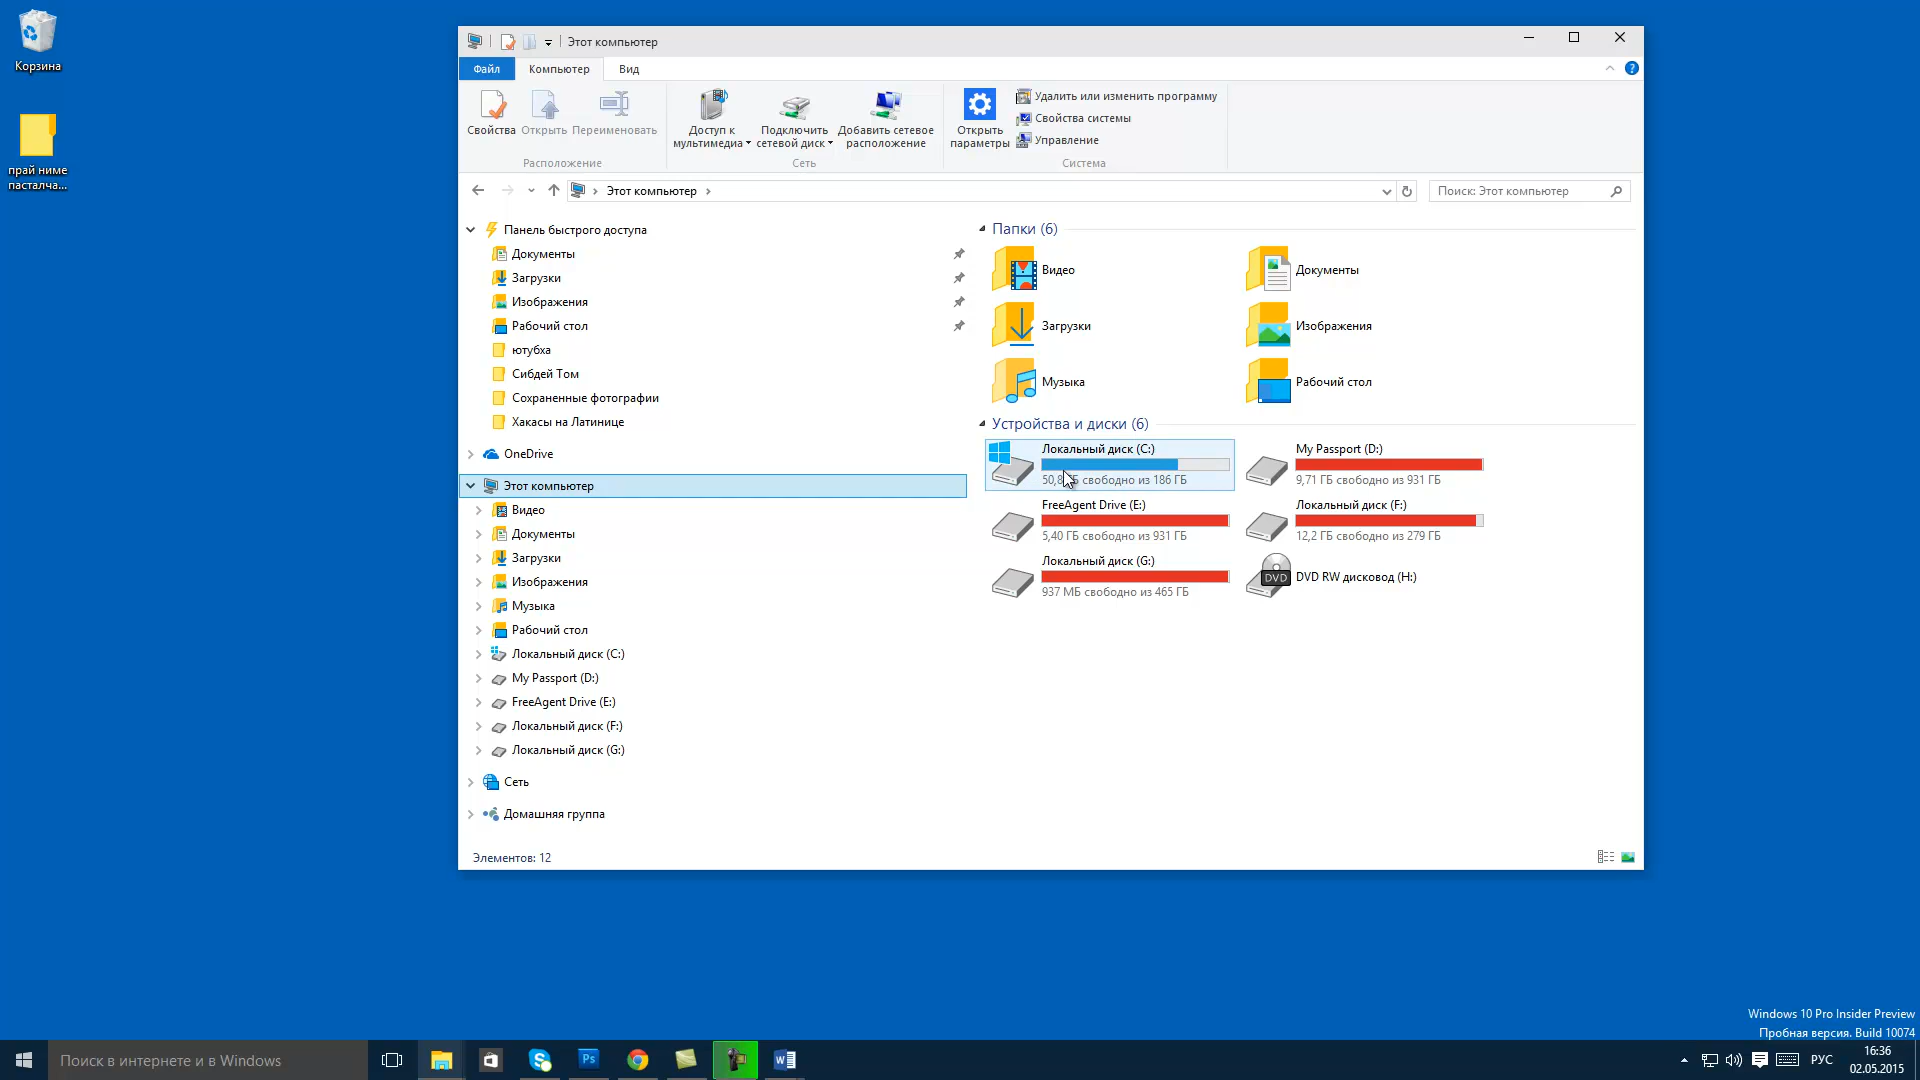 Корзина
прай ниме
пасталча...
Этот компьютер
Файл
Компьютер
Вид
Свойства
Открыть
Переименовать
Расположение
Доступ к
мультимедиа
Подключить
сетевой диск
Добавить сетевое
расположение
Сеть
Открыть
параметры
Удалить или изменить программу
Свойства системы
Управление
Система
Этот компьютер
Поиск: Этот компьютер
Панель быстрого доступа
Документы
Загрузки
Изображения
Рабочий стол
ютубха
Сибдей Том
Сохраненные фотографии
Хакасы на Латинице
OneDrive
Этот компьютер
Видео
Документы
Загрузки
Изображения
Музыка
Рабочий стол
Локальный диск (C:)
My Passport (D:)
FreeAgent Drive (E:)
Локальный диск (F:)
Локальный диск (G:)
Сеть
Домашняя группа
Папки (6)
Видео
Документы
Загрузки
Изображения
Музыка
Рабочий стол
Устройства и диски (6)
Локальный диск (C:)
свободно из 186 ГБ
My Passport (D:)
9,71 ГБ свободно из 931 ГБ
FreeAgent Drive (E:)
5,40 ГБ свободно из 931 ГБ
Локальный диск (F:)
12,2 ГБ свободно из 279 ГБ
Локальный диск (G:)
937 МБ свободно из 465 ГБ
DVD
DVD RW дисковод (H:)
Элементов: 12
Windows 10 Pro Insider Preview
Пробная версия. Build 10074
Поиск в интернете и в Windows
Ps
РУС
16:36
02.05.2015